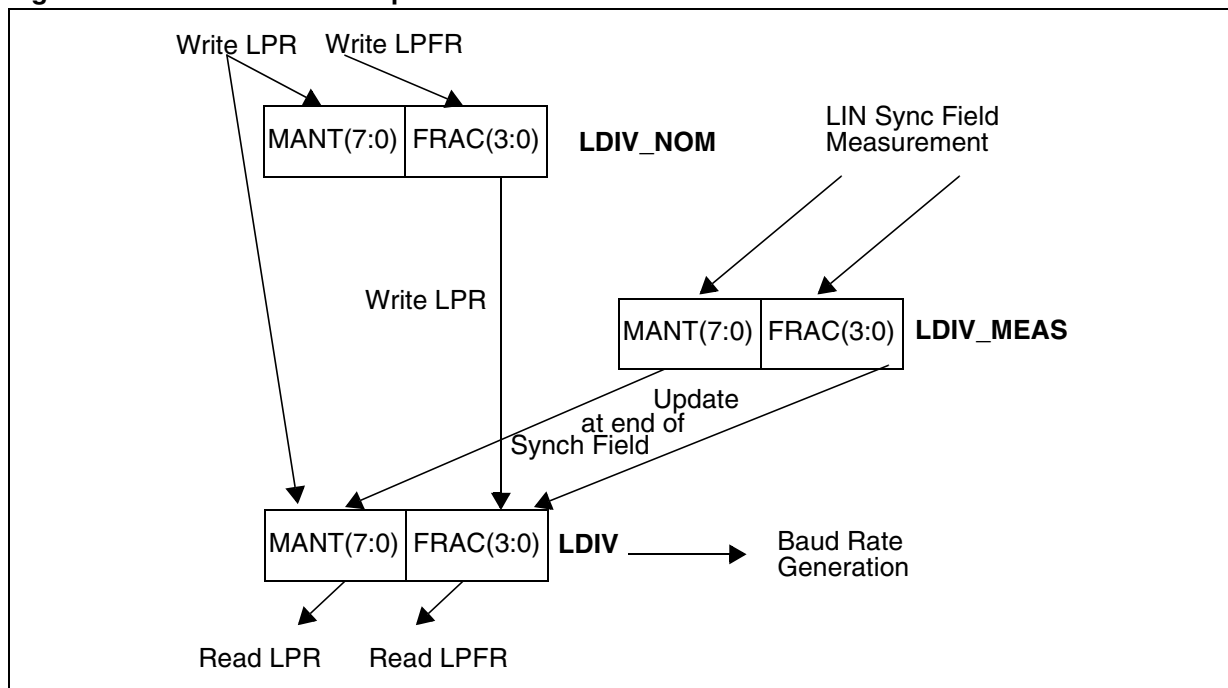 Write LPR Write LPFR
MANT(7:0) FRAC(3:0) LDIV_NOM
LIN Sync Field
Measurement
Write LPR
MANT(7:0) FRAC(3:0) LDIV_MEAS
Update
at end of
Synch Field
MANT(7:0) FRAC(3:0) LDIV
Baud Rate
Generation
Read LPR Read LPFR